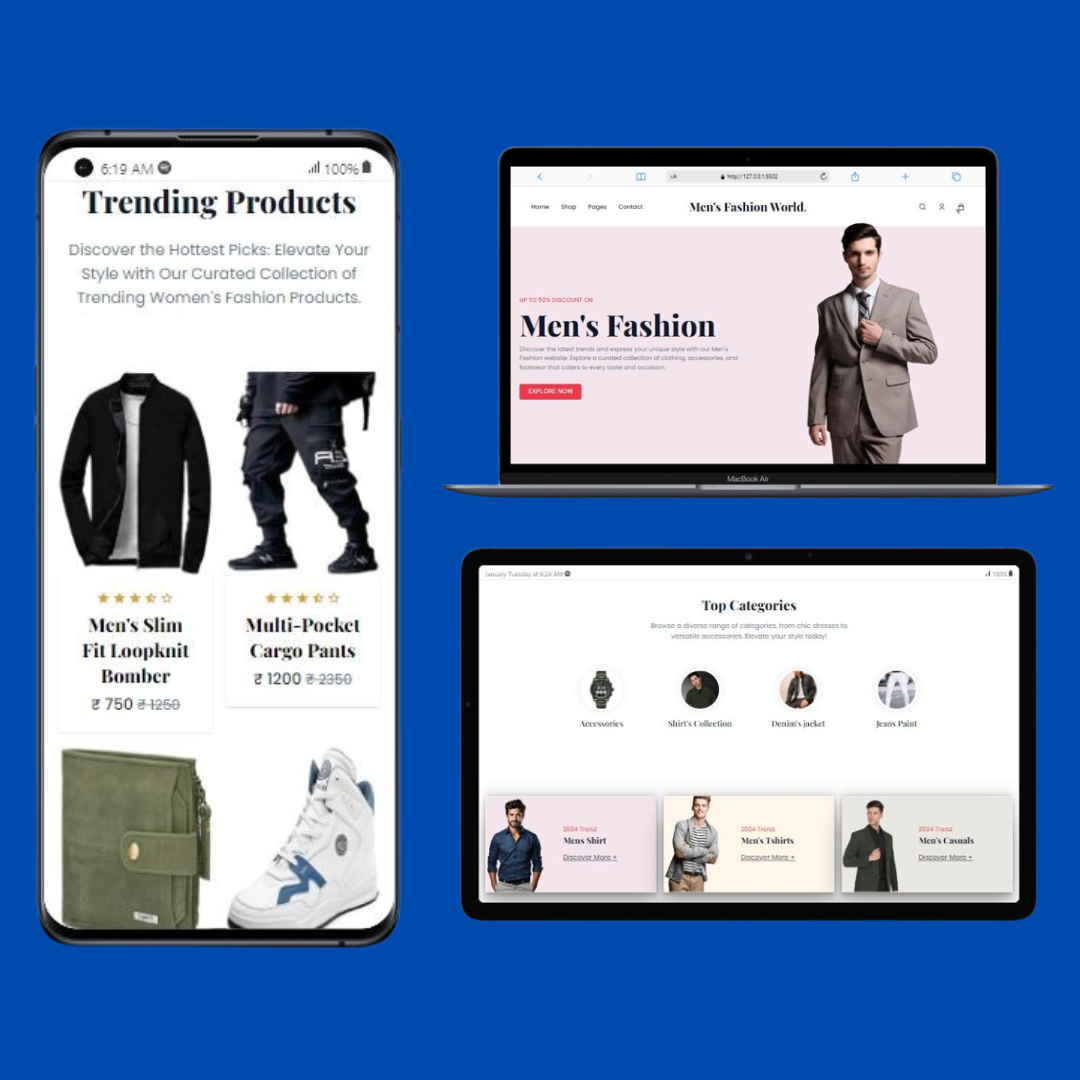 6:19 AM
100%
Trending Products
Discover the Hottest Picks: Elevate Your
Style with Our Curated Collection of
Trending Women's Fashion Products.
Men's Slim
Fit Loopknit
Bomber
₹ 750 ₹ 1250
Multi-Pocket
Cargo Pants
₹ 1200 ₹ 2350
AA
http://127.0.0.1:5502
Home Shop Pages Contact
Men's Fashion World.
UP TO 50% DISCOUNT ON
Men's Fashion
Discover the latest trends and express your unique style with our Men's
Fashion website. Explore a curated collection of clothing, accessories, and
footwear that caters to every taste and occasion.
EXPLORE NOW
MacBook Air
January Tuesday at 6:24 AM
100%
Top Categories
Browse a diverse range of categories, from chic dresses to
versatile accessories. Elevate your style today!
Accessories
Shirt's Collection
Denim's jacket
Jeans Paint
2024 Trend
Mens Shirt
Discover More +
2024 Trend
Men's Tshirts
Discover More +
2024 Trend
Men's Casuals
Discover More +